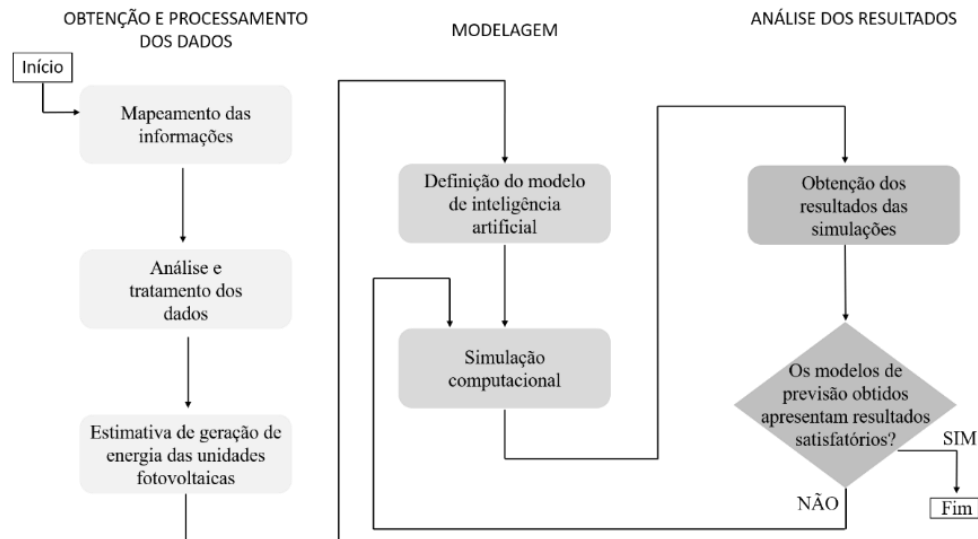 OBTENÇÃO E PROCESSAMENTO
DOS DADOS
Início
Mapeamento das
informações
Análise e
tratamento dos
dados
Estimativa de geração de
energia das unidades
fotovoltaicas
MODELAGEM
Definição do modelo
de inteligência
artificial
Simulação
computacional
ANÁLISE DOS RESULTADOS
Obtenção dos
resultados das
simulações
Os modelos de
previsão obtidos
apresentam resultados
satisfatórios?
SIM
Fim
NÃO